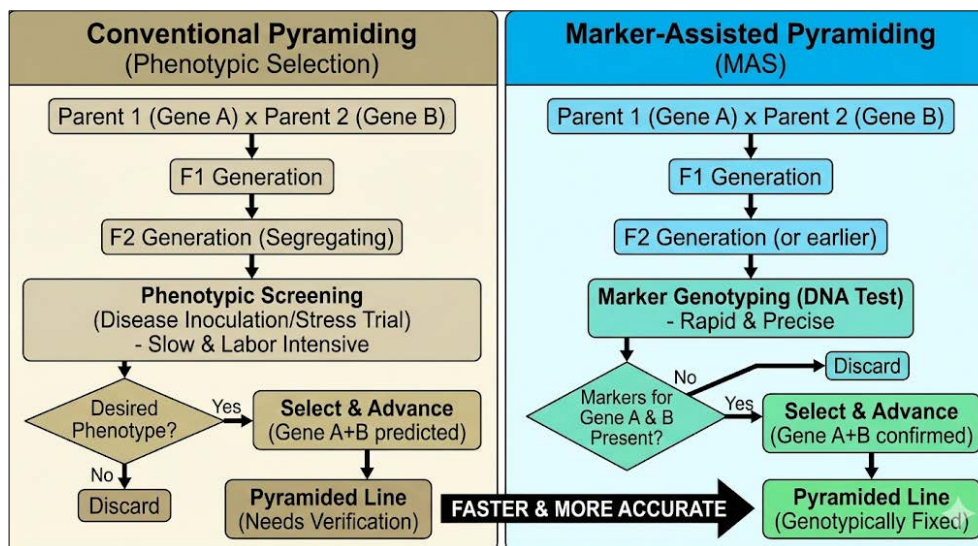 Conventional Pyramiding
(Phenotypic Selection)
Parent 1 (Gene A) x Parent 2 (Gene B)
F1 Generation
F2 Generation (Segregating)
Phenotypic Screening
(Disease Inoculation/Stress Trial)
- Slow & Labor Intensive
Desired
Phenotype?
Yes
Select & Advance
(Gene A+B predicted)
No
Discard
Pyramided Line
(Needs Verification)
FASTER & MORE ACCURATE
Marker-Assisted Pyramiding
(MAS)
Parent 1 (Gene A) x Parent 2 (Gene B)
F1 Generation
F2 Generation (or earlier)
Marker Genotyping (DNA Test)
- Rapid & Precise
No
Discard
Markers for
Gene A & B
Present?
Yes
Select & Advance
(Gene A+B confirmed)
Pyramided Line
(Genotypically Fixed)